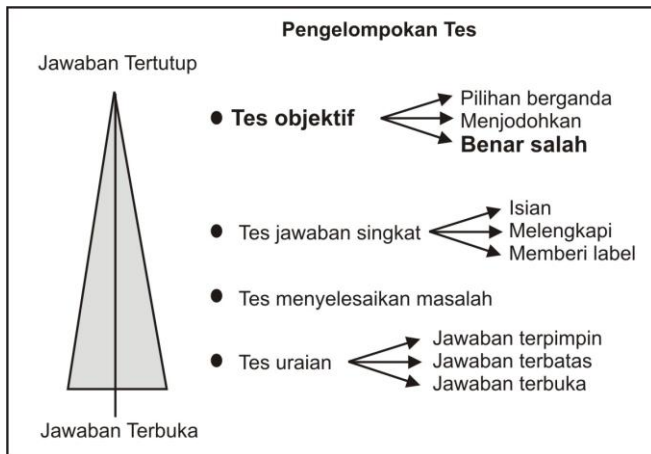 Pengelompokan Tes
Jawaban Tertutup
● Tes objektif
Pilihan berganda
Menjodohkan
Benar salah
● Tes jawaban singkat
Isian
Melengkapi
Memberi label
● Tes menyelesaikan masalah
● Tes uraian
Jawaban terpimpin
Jawaban terbatas
Jawaban terbuka
Jawaban Terbuka